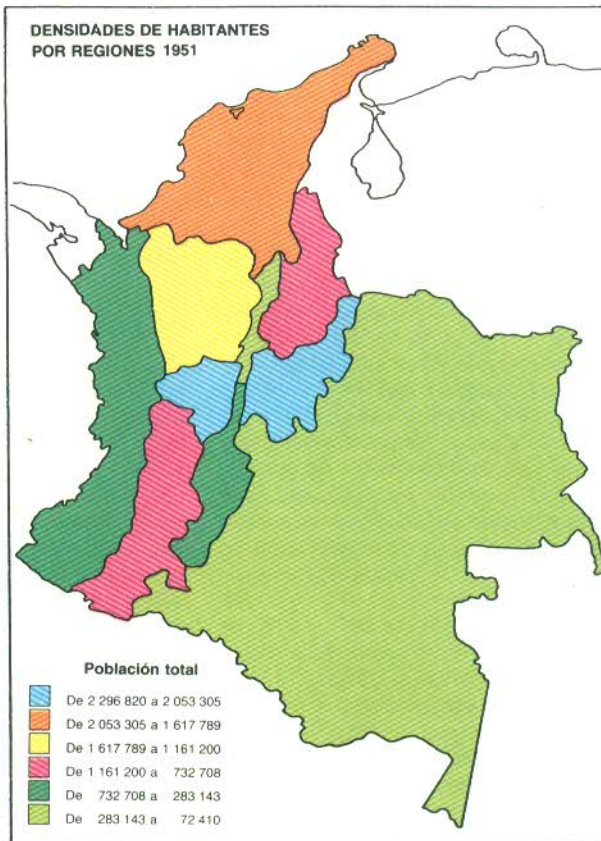 DENSIDADES DE HABITANTES
POR REGIONES 1951
Población total
De 2 296 820 a 2 053 305
De 2 053 305 a 1 617 789
De 1 617 789 a 1 161 200
De 1 161 200 a 732 708
De 732 708 a 283 143
De 283 143 a 72 410